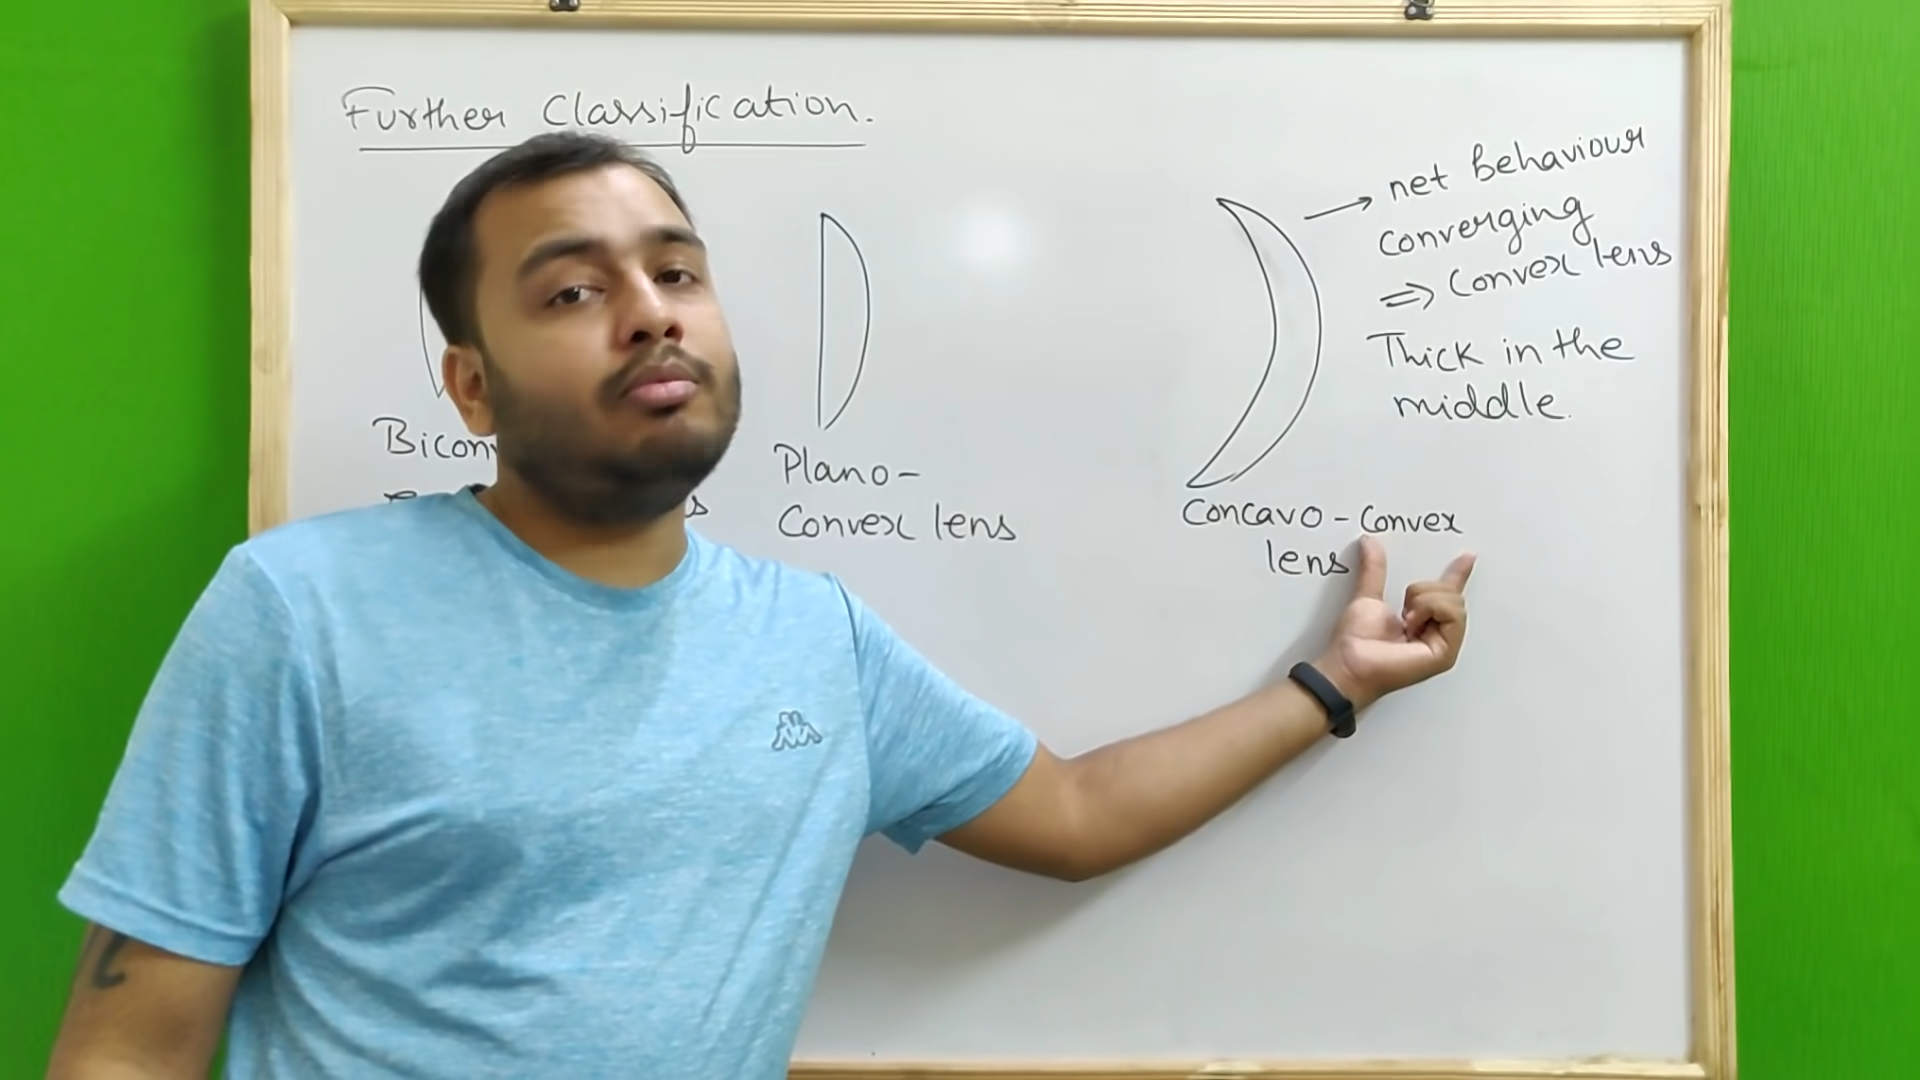 Further Classification.
net Behaviour
converging
=> Convex lens
Thick in the
middle.
Plano-
Convex lens
Concavo-Convex
lens